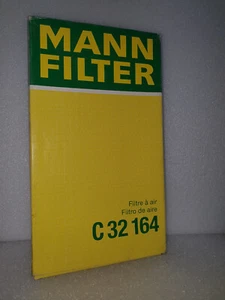 MANN
FILTER
Filtre à air
Filtro de aire
C 32 164